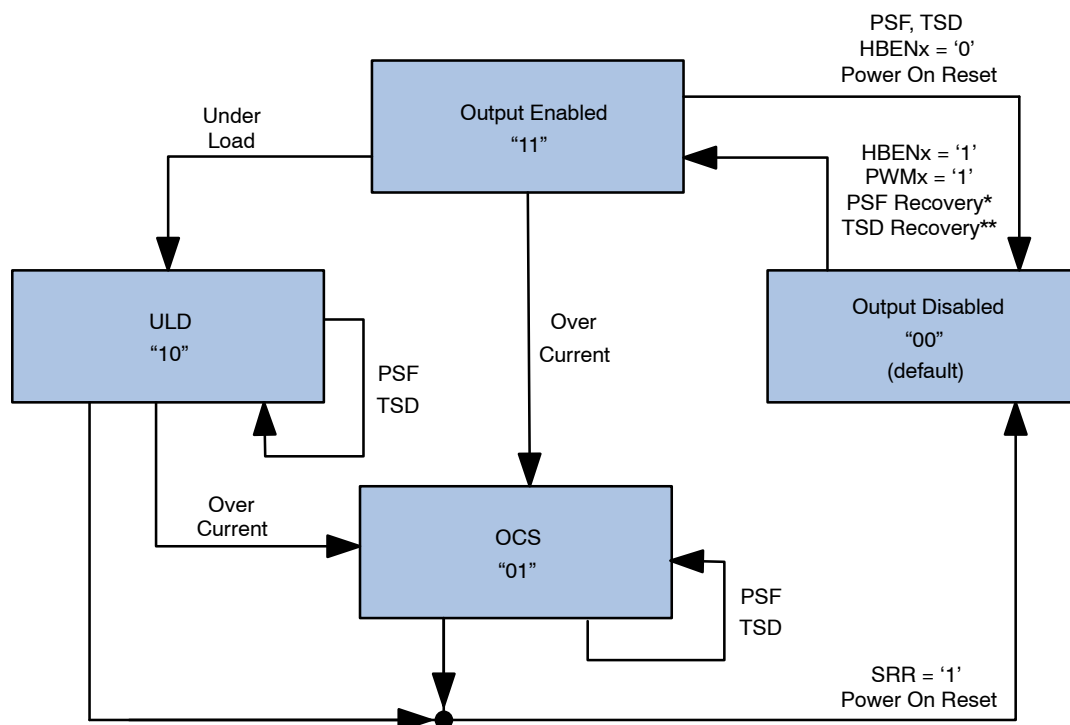 PSF, TSD
HBENx = ‘0’
Power On Reset
Output Enabled
“11”
Under
Load
HBENx = ‘1’
PWMx = ‘1’
PSF Recovery*
TSD Recovery**
ULD
“10”
Output Disabled
“00”
(default)
Over
Current
PSF
TSD
Over
Current
OCS
“01”
PSF
TSD
SRR = ‘1’
Power On Reset